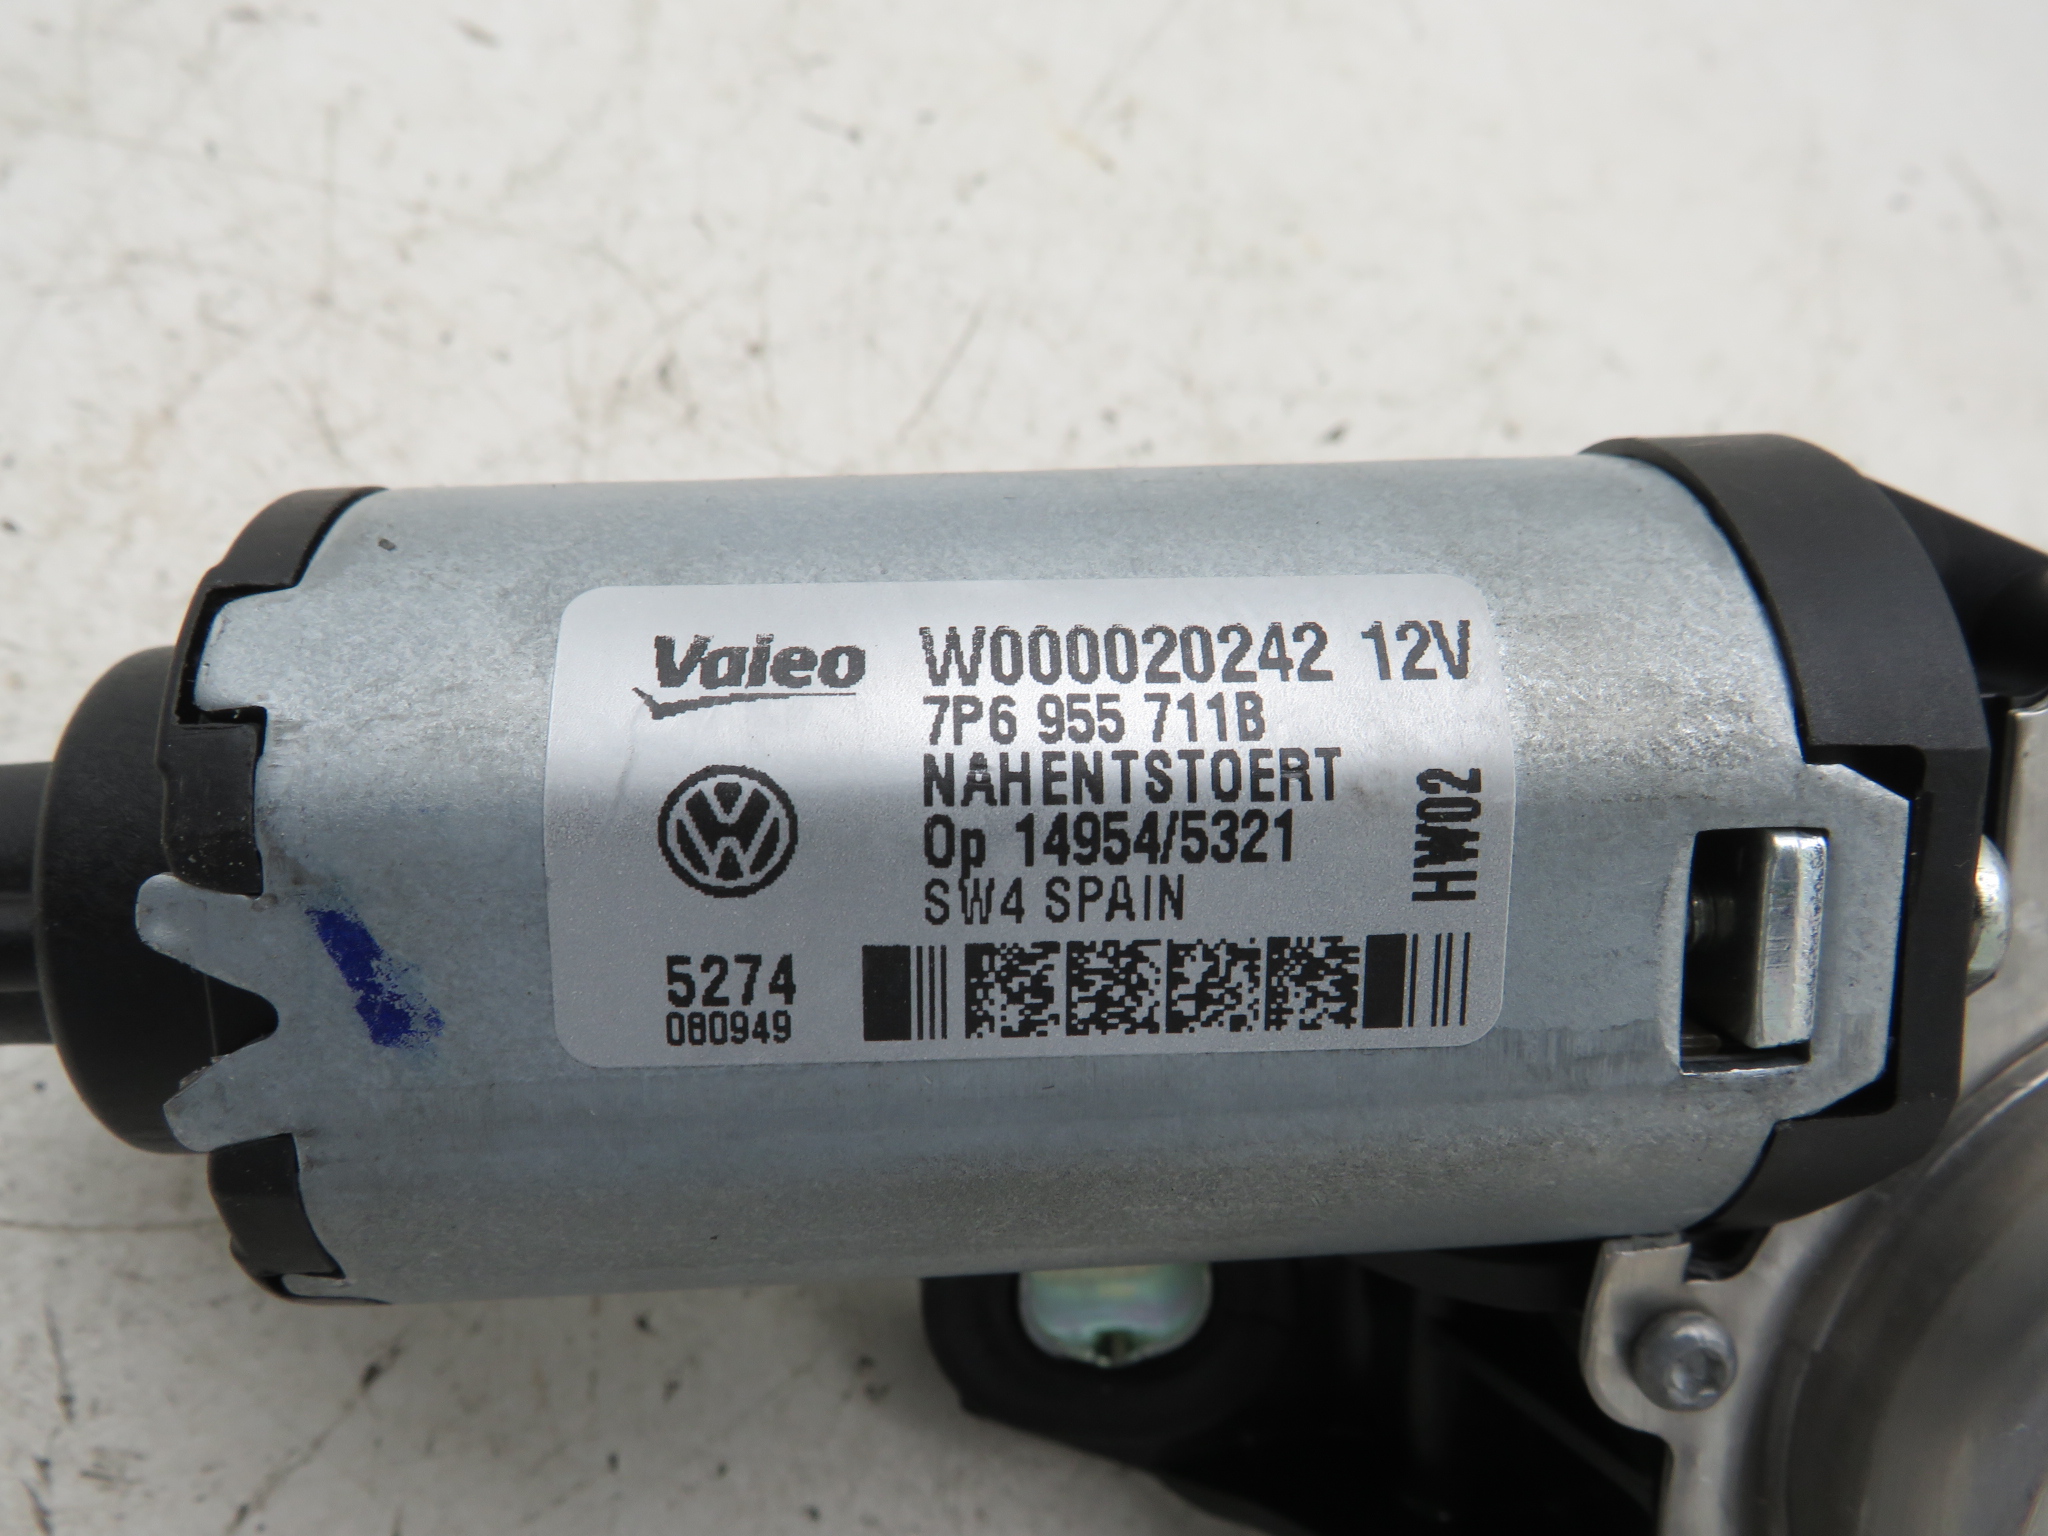 Valeo W000020242 12V
7P6 955 711B
NAHENTSTOERT
Op 14954/5321
SW4 SPAIN
HW02
5274
080949